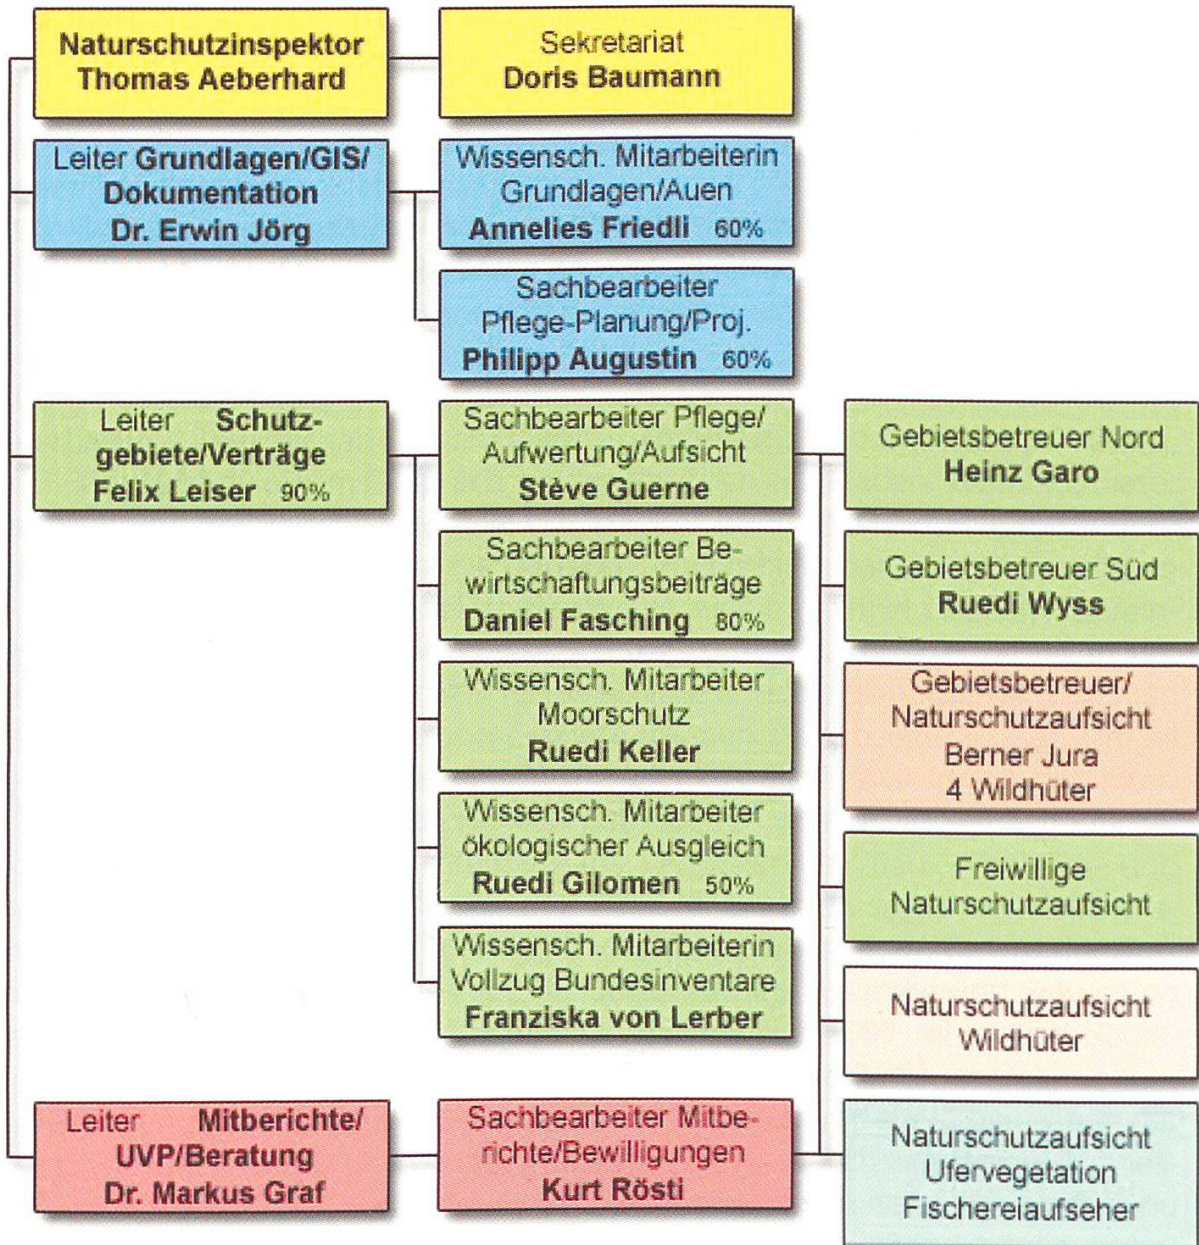 Naturschutzinspektor
Thomas Aeberhard
Sekretariat
Doris Baumann
Leiter Grundlagen/GIS/
Dokumentation
Dr. Erwin Jörg
Wissensch. Mitarbeiterin
Grundlagen/Auen
Annelies Friedli 60%
Sachbearbeiter
Pflege-Planung/Proj.
Philipp Augustin 60%
Leiter Schutz-
gebiete/Verträge
Felix Leiser 90%
Sachbearbeiter Pflege/
Aufwertung/Aufsicht
Stève Guerne
Gebietsbetreuer Nord
Heinz Garo
Sachbearbeiter Be-
wirtschaftungsbeiträge
Daniel Fasching 80%
Gebietsbetreuer Süd
Ruedi Wyss
Wissensch. Mitarbeiter
Moorschutz
Ruedi Keller
Gebietsbetreuer/
Naturschutzaufsicht
Berner Jura
4 Wildhüter
Wissensch. Mitarbeiter
ökologischer Ausgleich
Ruedi Gilomen 50%
Freiwillige
Naturschutzaufsicht
Wissensch. Mitarbeiterin
Vollzug Bundesinventare
Franziska von Lerber
Naturschutzaufsicht
Wildhüter
Leiter Mitberichte/
UVP/Beratung
Dr. Markus Graf
Sachbearbeiter Mitbe-
richte/Bewilligungen
Kurt Rösti
Naturschutzaufsicht
Ufervegetation
Fischereiaufseher